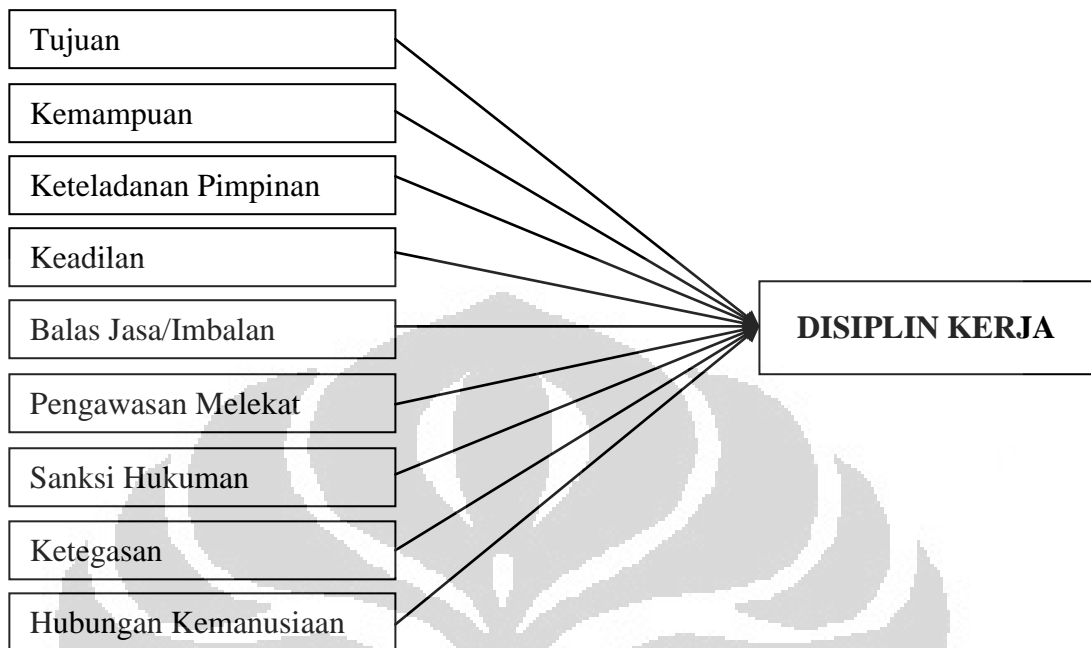 Tujuan
Kemampuan
Keteladanan Pimpinan
Keadilan
Balas Jasa/Imbalan
DISIPLIN KERJA
Pengawasan Melekat
Sanksi Hukuman
Ketegasan
Hubungan Kemanusiaan